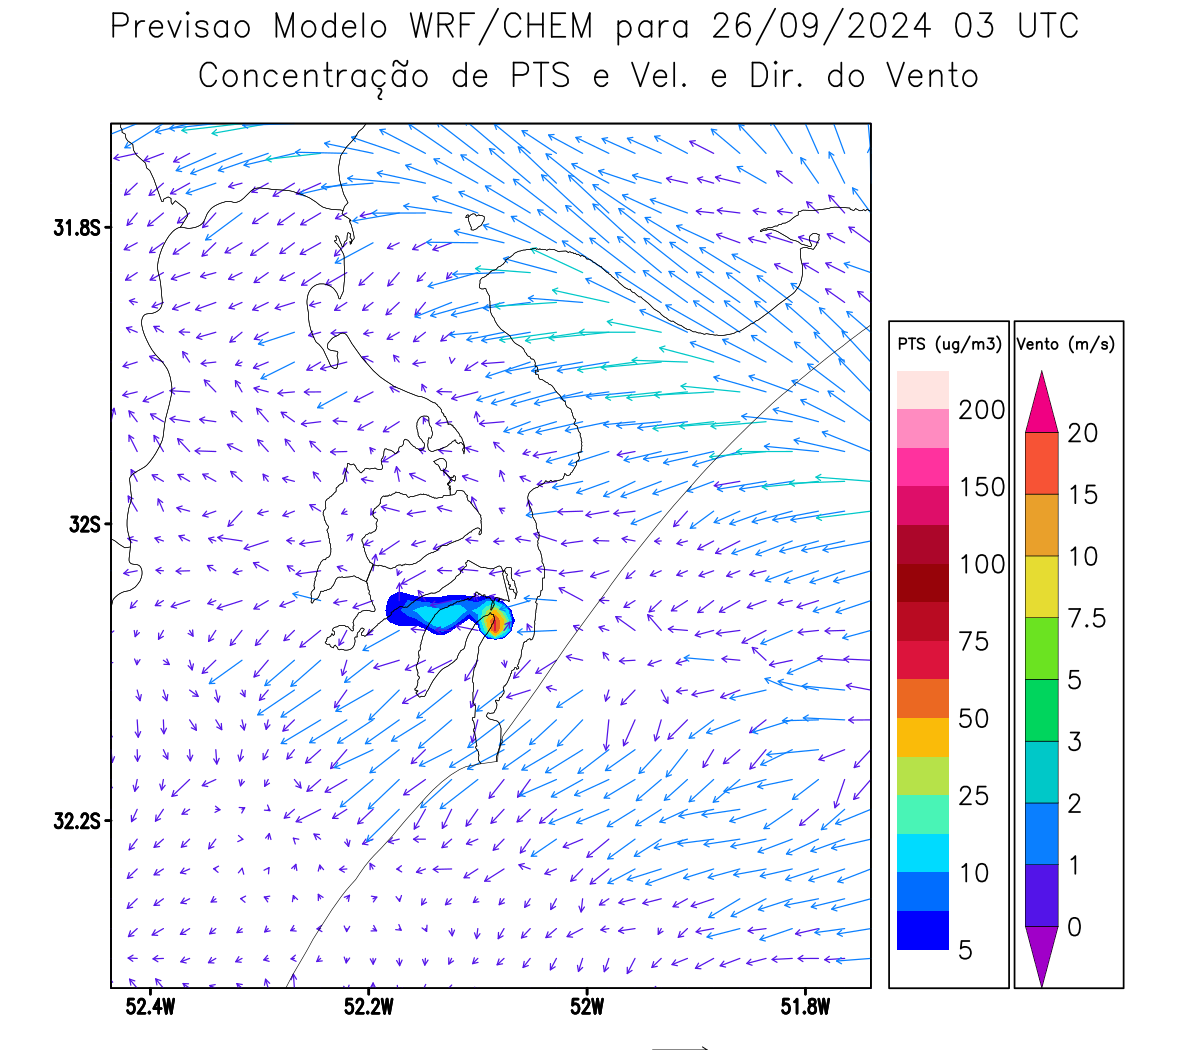 Previsao Modelo WRF/CHEM para 26/09/2024 03 UTC
Concentração de PTS e Vel. e Dir. do Vento
31.8S
32S
32.2S
52.4W
52.2W
52W
51.8W
PTS (ug/m3)
200
150
100
75
50
25
10
5
Vento (m/s)
20
15
10
7.5
5
3
2
1
0